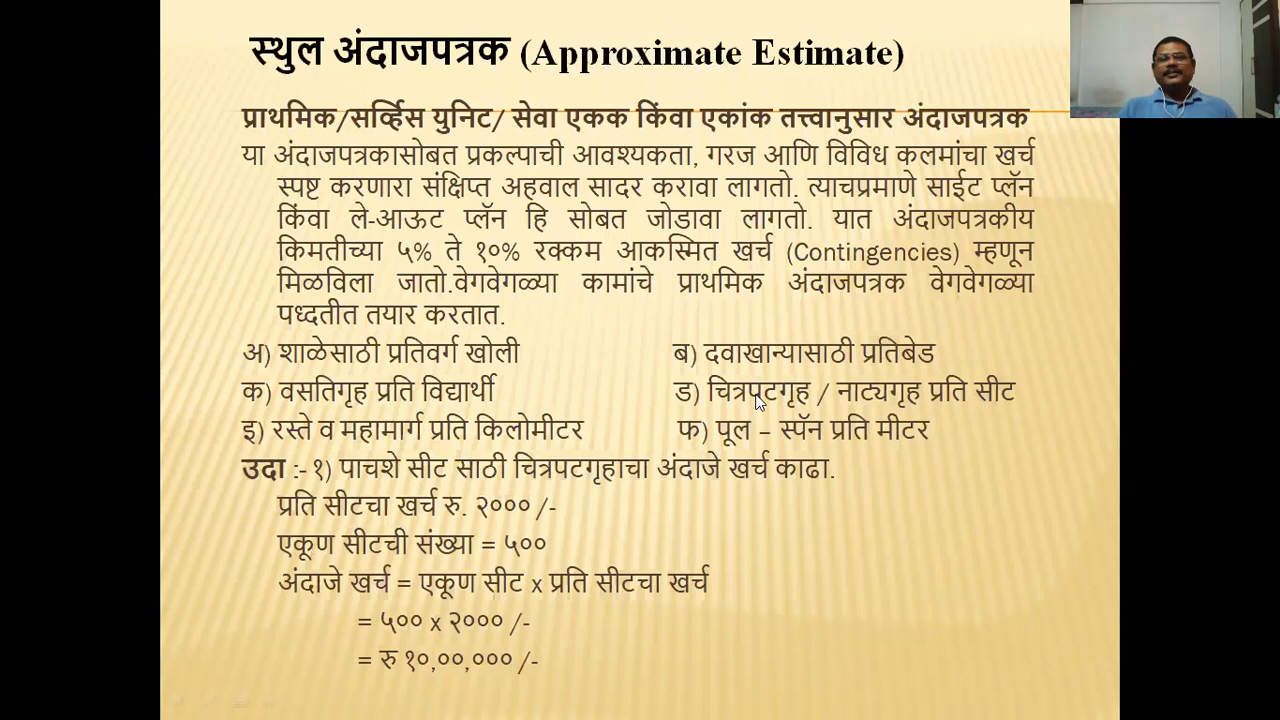 स्थुल अंदाजपत्रक (Approximate Estimate)
प्राथमिक/सर्व्हिस युनिट/ सेवा एकक किंवा एकांक तत्त्वानुसार अंदाजपत्रक
या अंदाजपत्रकासोबत प्रकल्पाची आवश्यकता, गरज आणि विविध कलमांचा खर्च
स्पष्ट करणारा संक्षिप्त अहवाल सादर करावा लागतो. त्याचप्रमाणे साईट प्लॅन
किंवा ले-आऊट प्लॅन हि सोबत जोडावा लागतो. यात अंदाजपत्रकीय
किमतीच्या ५% ते १०% रक्कम आकस्मित खर्च (Contingencies) म्हणून
मिळविला जातो.वेगवेगळ्या कामांचे प्राथमिक अंदाजपत्रक वेगवेगळ्या
पध्दतीत तयार करतात.
अ) शाळेसाठी प्रतिवर्ग खोली ब) दवाखान्यासाठी प्रतिबेड
क) वसतिगृह प्रति विद्यार्थी ड) चित्रपटगृह / नाट्यगृह प्रति सीट
इ) रस्ते व महामार्ग प्रति किलोमीटर फ) पूल – स्पॅन प्रति मीटर
उदा :- १) पाचशे सीट साठी चित्रपटगृहाचा अंदाजे खर्च काढा.
प्रति सीटचा खर्च रु. २००० /-
एकूण सीटची संख्या = ५००
अंदाजे खर्च = एकूण सीट x प्रति सीटचा खर्च
= ५०० x २००० /-
= रु १०,००,००० /-